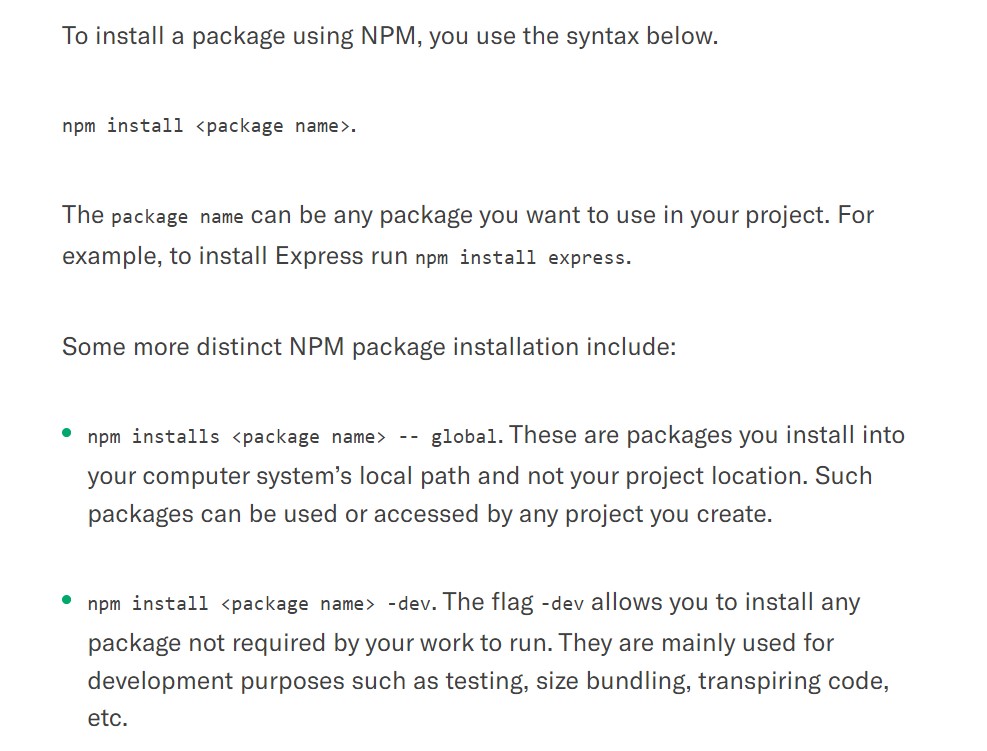 To install a package using NPM, you use the syntax below.
npm install <package name>.
The package name can be any package you want to use in your project. For
example, to install Express run npm install express.
Some more distinct NPM package installation include:
• npm installs <package name> -- global. These are packages you install into
your computer system’s local path and not your project location. Such
packages can be used or accessed by any project you create.
• npm install <package name> -dev. The flag -dev allows you to install any
package not required by your work to run. They are mainly used for
development purposes such as testing, size bundling, transpiring code,
etc.